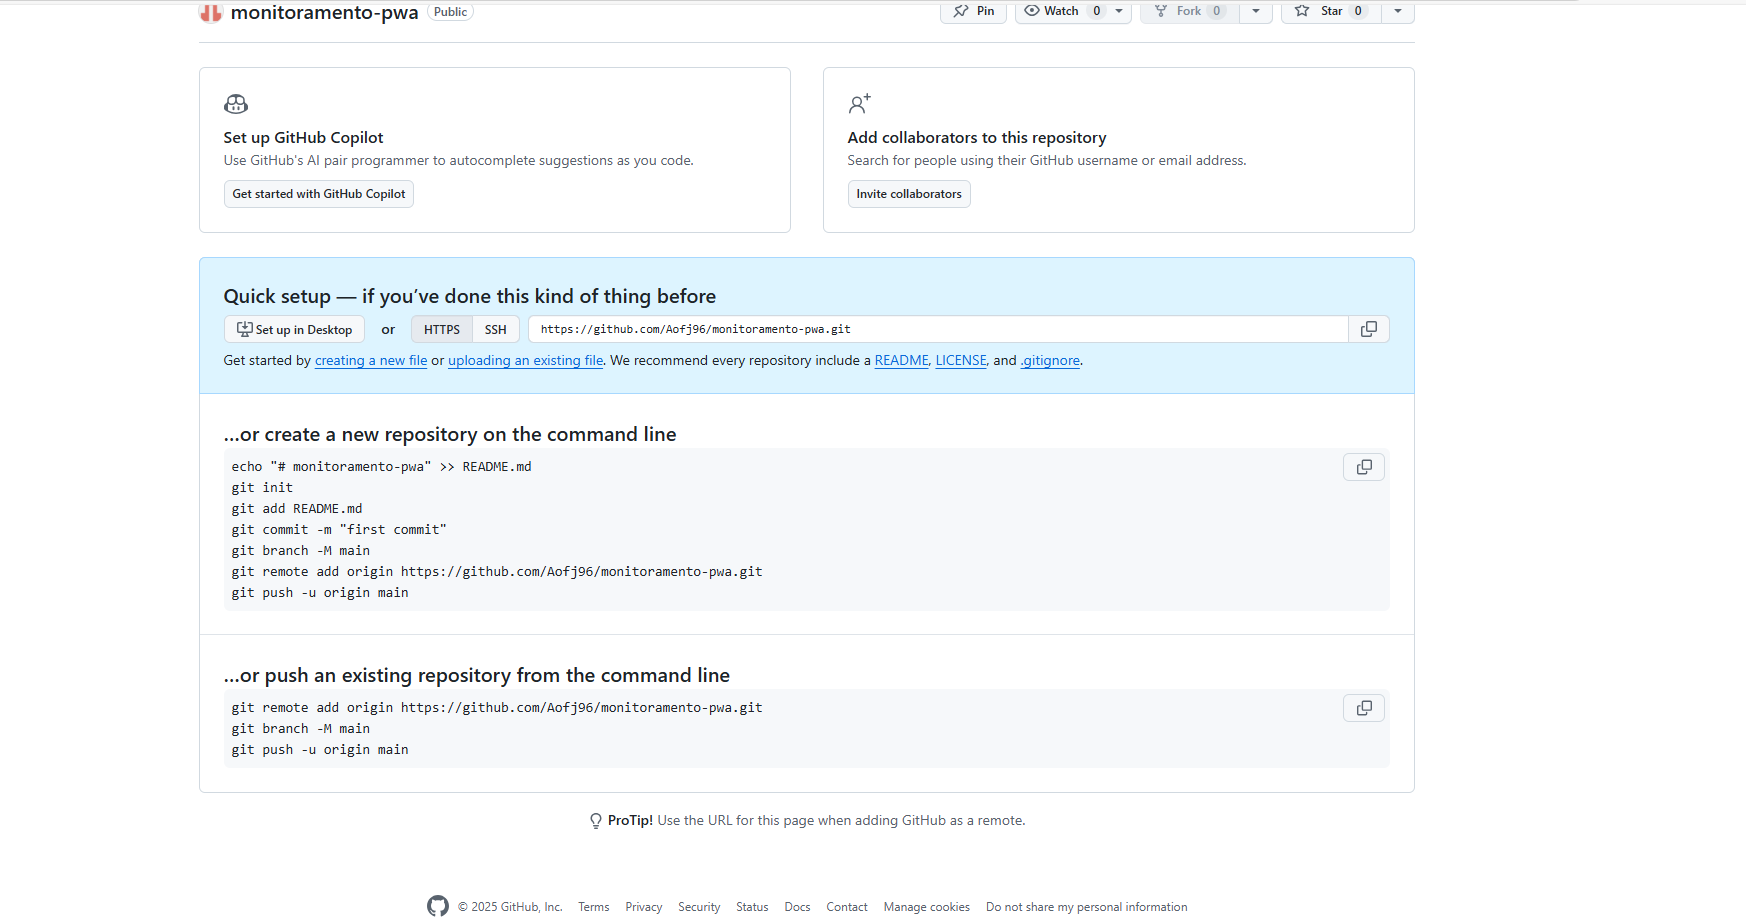 monitoramento-pwa Public Pin Watch 0 Fork 0 Star 0
Set up GitHub Copilot
Use GitHub's AI pair programmer to autocomplete suggestions as you code.
Get started with GitHub Copilot
Add collaborators to this repository
Search for people using their GitHub username or email address.
Invite collaborators
Quick setup — if you’ve done this kind of thing before
Set up in Desktop or HTTPS SSH https://github.com/Aofj96/monitoramento-pwa.git
Get started by creating a new file or uploading an existing file. We recommend every repository include a README, LICENSE, and .gitignore.
…or create a new repository on the command line
echo "# monitoramento-pwa" >> README.md
git init
git add README.md
git commit -m "first commit"
git branch -M main
git remote add origin https://github.com/Aofj96/monitoramento-pwa.git
git push -u origin main
…or push an existing repository from the command line
git remote add origin https://github.com/Aofj96/monitoramento-pwa.git
git branch -M main
git push -u origin main
ProTip! Use the URL for this page when adding GitHub as a remote.
© 2025 GitHub, Inc. Terms Privacy Security Status Docs Contact Manage cookies Do not share my personal information